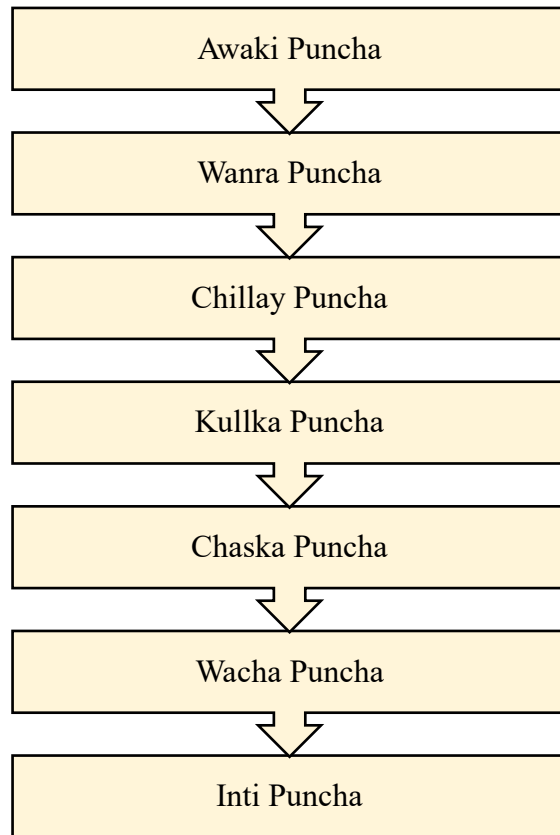 Awaki Puncha
Wanra Puncha
Chillay Puncha
Kullka Puncha
Chaska Puncha
Wacha Puncha
Inti Puncha